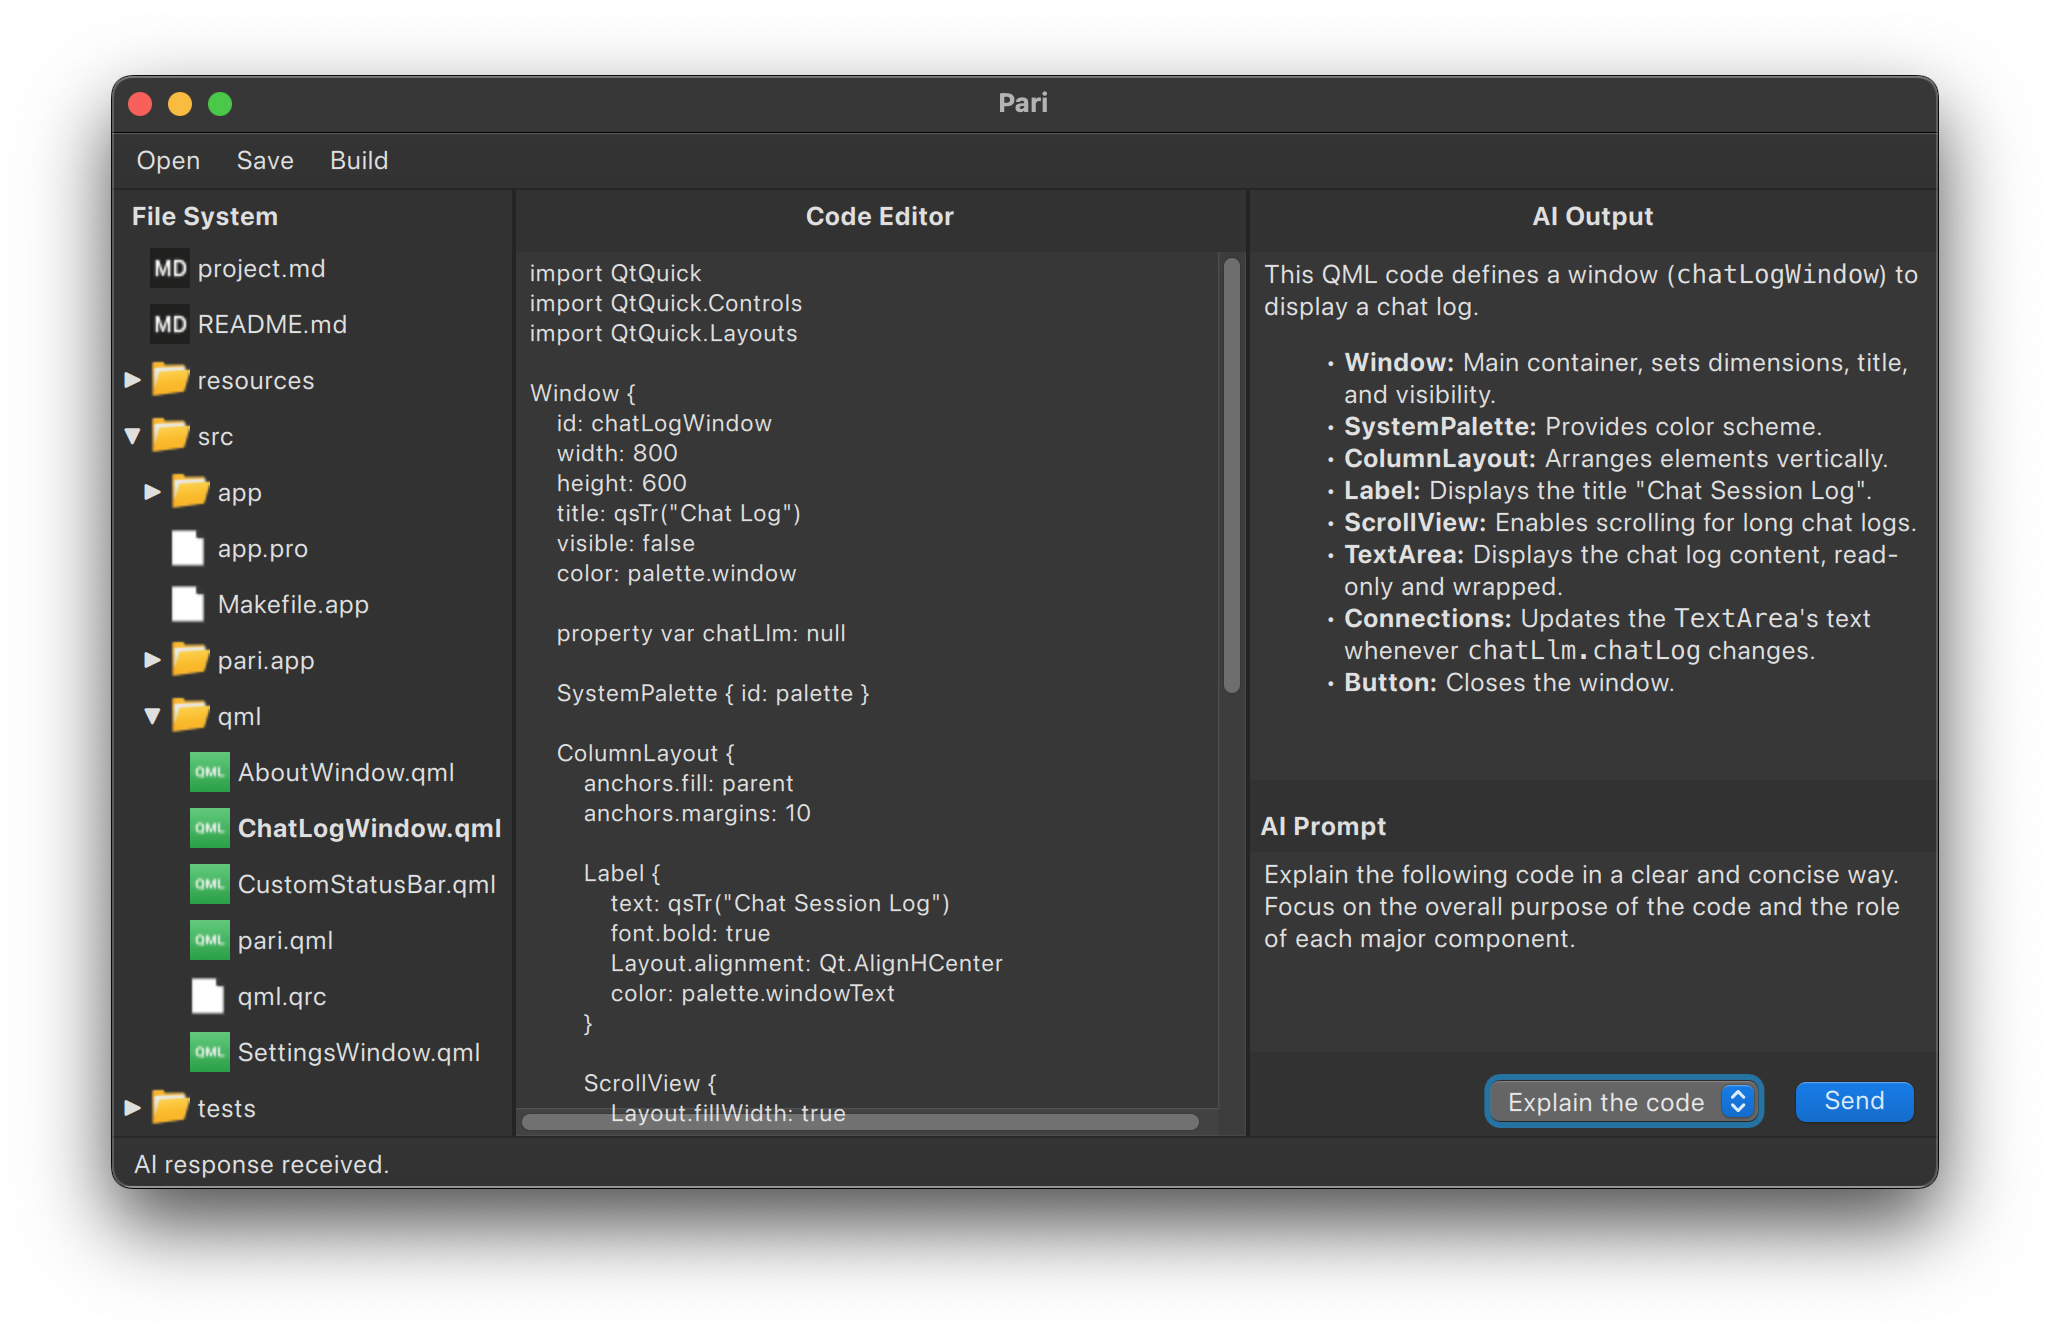 Pari
Open Save Build
File System
MD project.md
MD README.md
resources
src
app
app.pro
Makefile.app
pari.app
qml
QML AboutWindow.qml
QML ChatLogWindow.qml
QML CustomStatusBar.qml
QML pari.qml
qml.qrc
QML SettingsWindow.qml
tests
Code Editor
import QtQuick
import QtQuick.Controls
import QtQuick.Layouts
Window {
id: chatLogWindow
width: 800
height: 600
title: qsTr("Chat Log")
visible: false
color: palette.window
property var chatLlm: null
SystemPalette { id: palette }
ColumnLayout {
anchors.fill: parent
anchors.margins: 10
Label {
text: qsTr("Chat Session Log")
font.bold: true
Layout.alignment: Qt.AlignHCenter
color: palette.windowText
}
ScrollView {
Layout.fillWidth: true
AI Output
This QML code defines a window (chatLogWindow) to
display a chat log.
• Window: Main container, sets dimensions, title,
and visibility.
• SystemPalette: Provides color scheme.
• ColumnLayout: Arranges elements vertically.
• Label: Displays the title "Chat Session Log".
• ScrollView: Enables scrolling for long chat logs.
• TextArea: Displays the chat log content, read-
only and wrapped.
• Connections: Updates the TextArea's text
whenever chatLlm.chatLog changes.
• Button: Closes the window.
AI Prompt
Explain the following code in a clear and concise way.
Focus on the overall purpose of the code and the role
of each major component.
Explain the code
Send
AI response received.